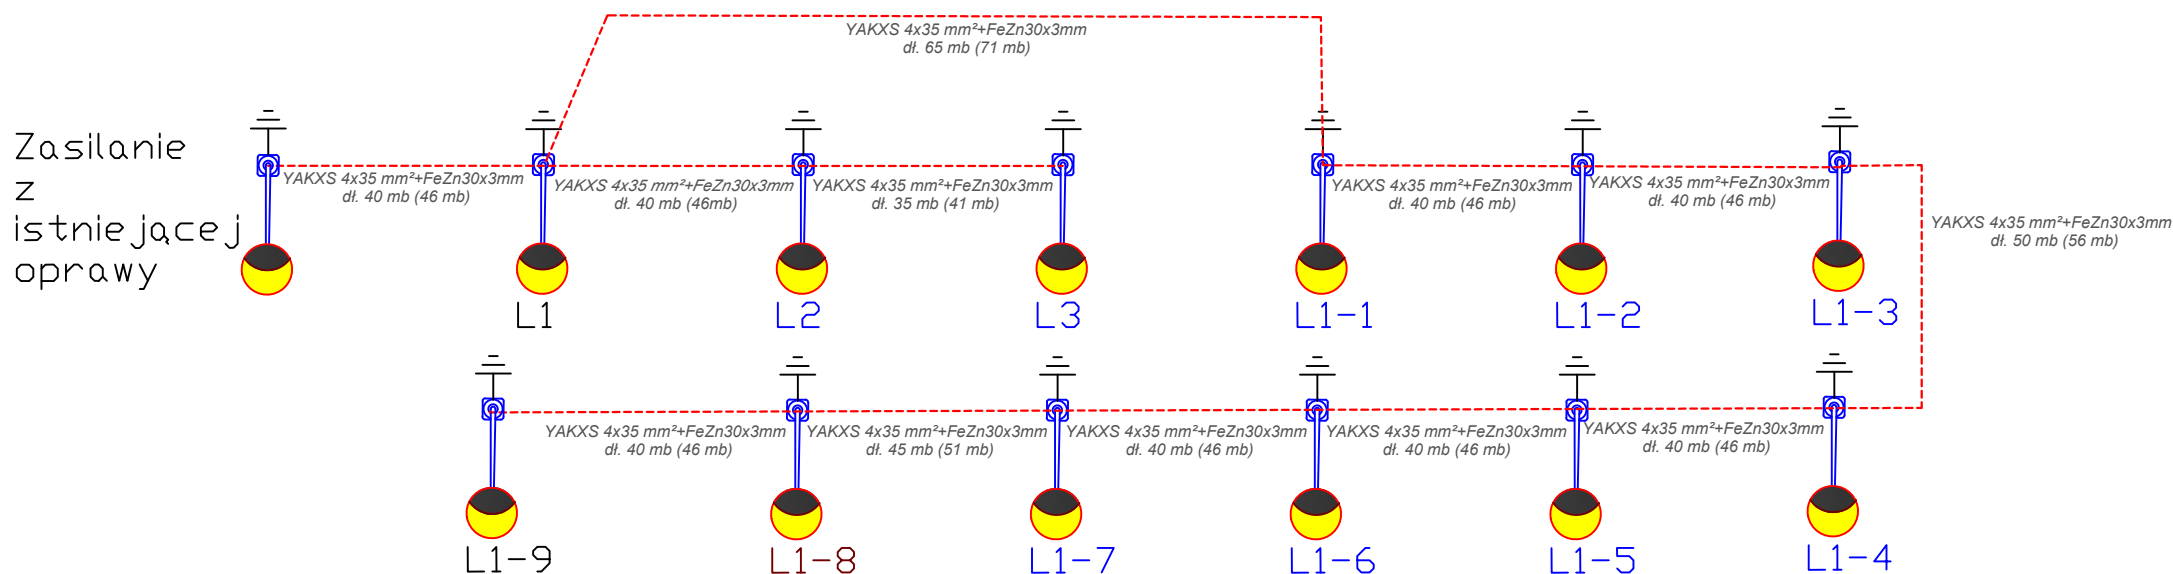 YAKXS 4x35 mm²+FeZn30x3mm
dł. 65 mb (71 mb)
Zasilanie
z
istniejącej
oprawy
YAKXS 4x35 mm²+FeZn30x3mm
dł. 40 mb (46 mb)
YAKXS 4x35 mm²+FeZn30x3mm
dł. 40 mb (46mb)
YAKXS 4x35 mm²+FeZn30x3mm
dł. 35 mb (41 mb)
YAKXS 4x35 mm²+FeZn30x3mm
dł. 40 mb (46 mb)
YAKXS 4x35 mm²+FeZn30x3mm
dł. 40 mb (46 mb)
YAKXS 4x35 mm²+FeZn30x3mm
dł. 50 mb (56 mb)
L1
L2
L3
L1-1
L1-2
L1-3
YAKXS 4x35 mm²+FeZn30x3mm
dł. 40 mb (46 mb)
YAKXS 4x35 mm²+FeZn30x3mm
dł. 45 mb (51 mb)
YAKXS 4x35 mm²+FeZn30x3mm
dł. 40 mb (46 mb)
YAKXS 4x35 mm²+FeZn30x3mm
dł. 40 mb (46 mb)
YAKXS 4x35 mm²+FeZn30x3mm
dł. 40 mb (46 mb)
L1-9
L1-8
L1-7
L1-6
L1-5
L1-4